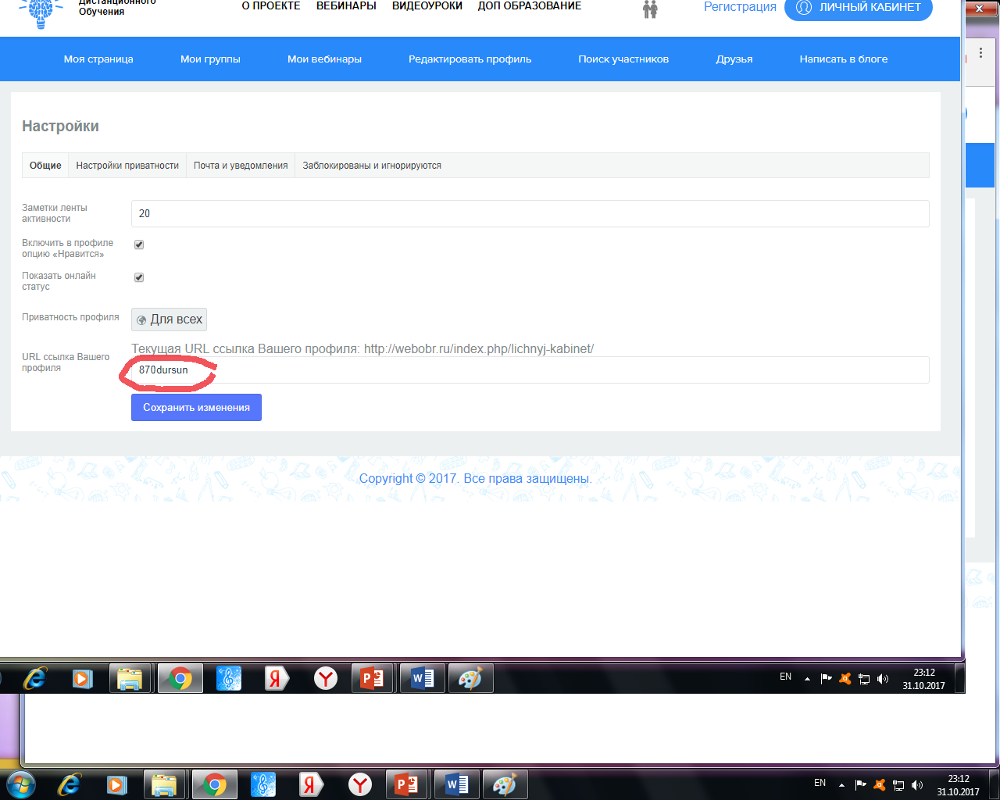 Дистанционного
Обучения
О ПРОЕКТЕ ВЕБИНАРЫ ВИДЕОУРОКИ ДОП ОБРАЗОВАНИЕ
Регистрация ЛИЧНЫЙ КАБИНЕТ
Моя страница Мои группы Мои вебинары Редактировать профиль Поиск участников Друзья Написать в блоге
Настройки
Общие Настройки приватности Почта и уведомления Заблокированы и игнорируются
Заметки ленты
активности
20
Включить в профиле
опцию «Нравится»
Показать онлайн
статус
Приватность профиля
Для всех
Текущая URL ссылка Вашего профиля: http://webobr.ru/index.php/lichnyj-kabinet/
URL ссылка Вашего
профиля
870dursun
Сохранить изменения
Copyright © 2017. Все права защищены.
EN 23:12
31.10.2017
EN 23:12
31.10.2017